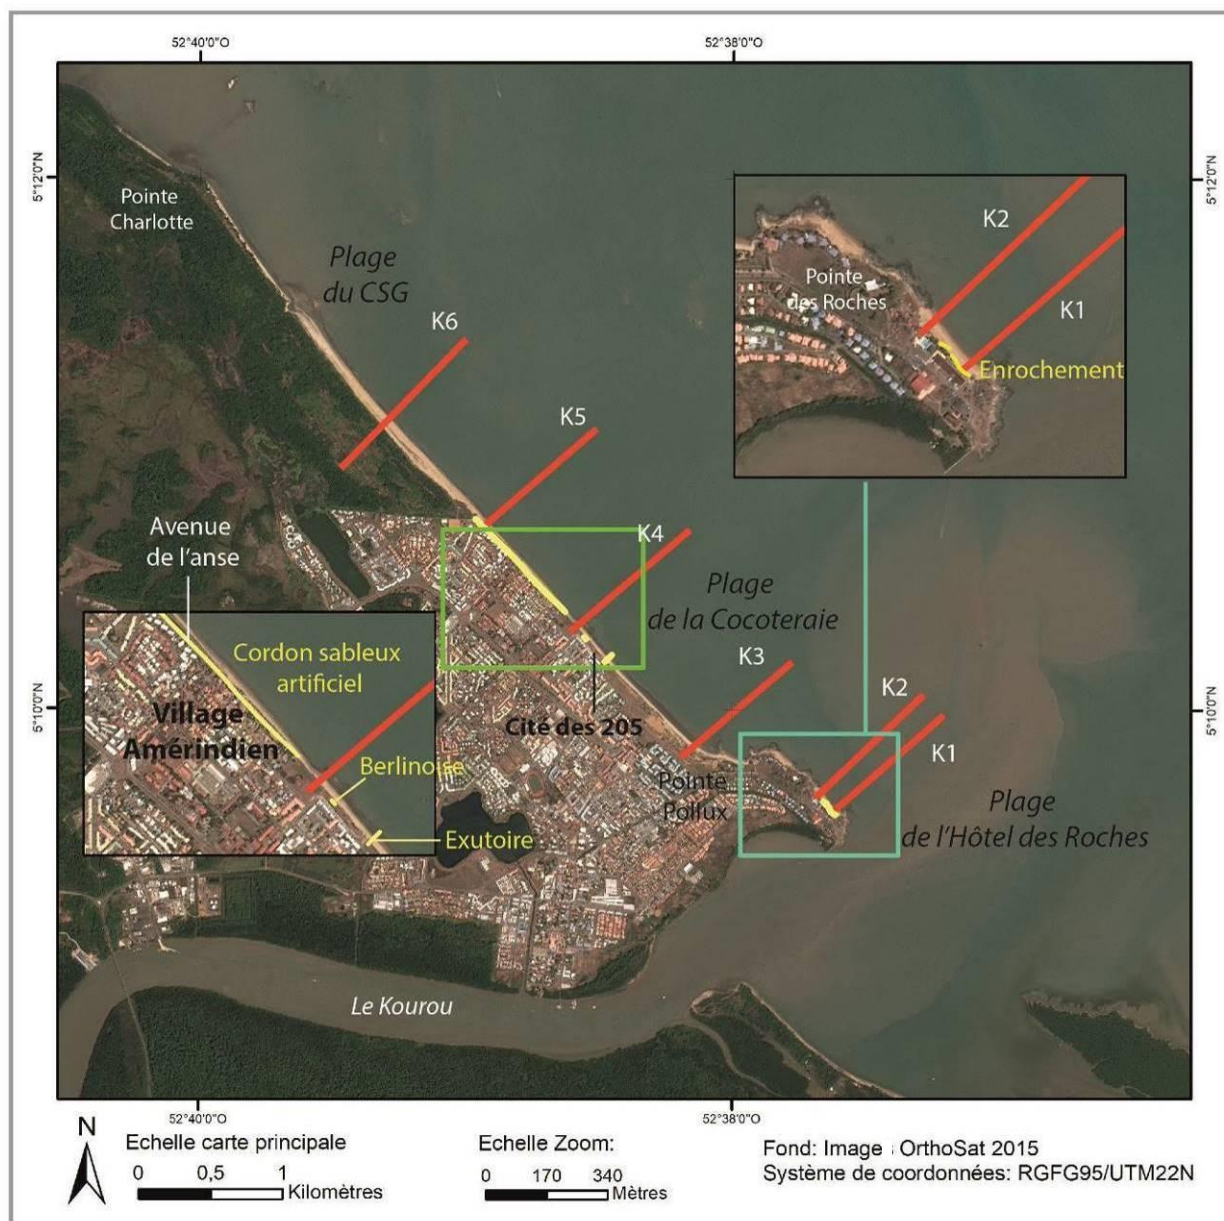 52°40'0"O
52°38'0"O
5°12'0"N
5°12'0"N
Pointe
Charlotte
Plage
du CSG
K6
K5
K4
K2
K1
Pointe
des Roches
Enrochement
Avenue
de l'anse
Plage
de la Cocoteraie
K3
K2
K1
Cordon sableux
artificiel
Village
Amérindien
Berlinoise
Exutoire
Cité des 205
5°10'0"N
5°10'0"N
Pointe
Pollux
Plage
de l'Hôtel des Roches
Le Kourou
52°40'0"O
52°38'0"O
N
Echelle carte principale
0 0,5 1
Kilomètres
Echelle Zoom:
0 170 340
Mètres
Fond: Image : OrthoSat 2015
Système de coordonnées: RGFG95/UTM22N